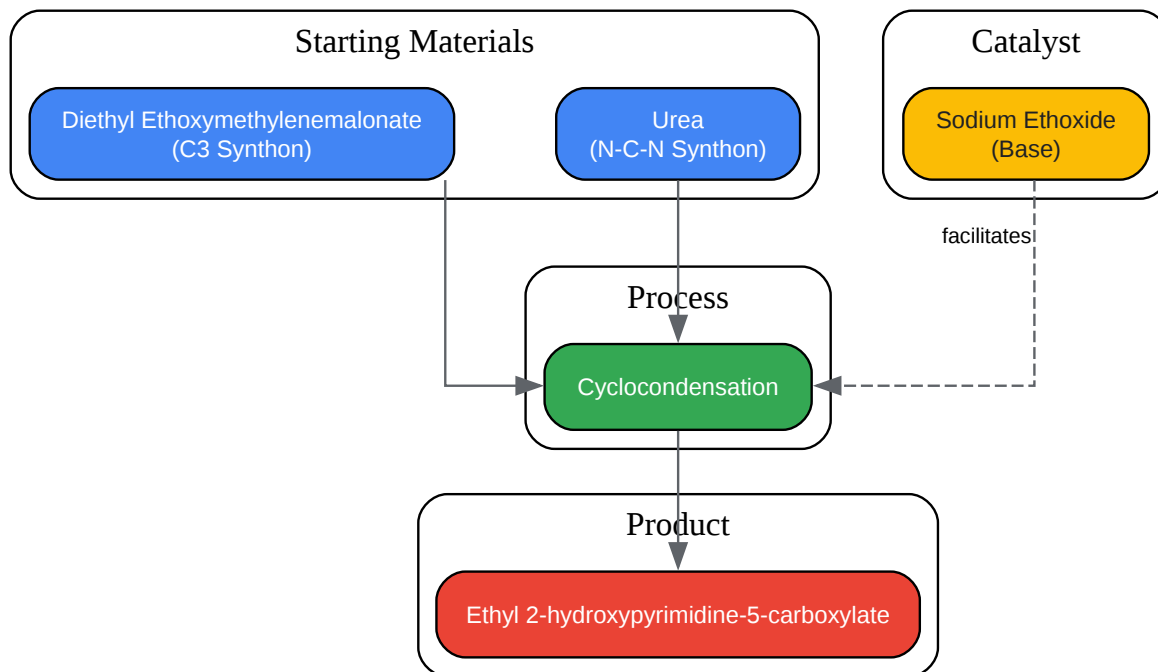 Starting Materials
Catalyst
Diethyl Ethoxymethylenemalonate
(C3 Synthon)
Urea
(N-C-N Synthon)
Sodium Ethoxide
(Base)
facilitates
Process
Cyclocondensation
Product
Ethyl 2-hydroxypyrimidine-5-carboxylate